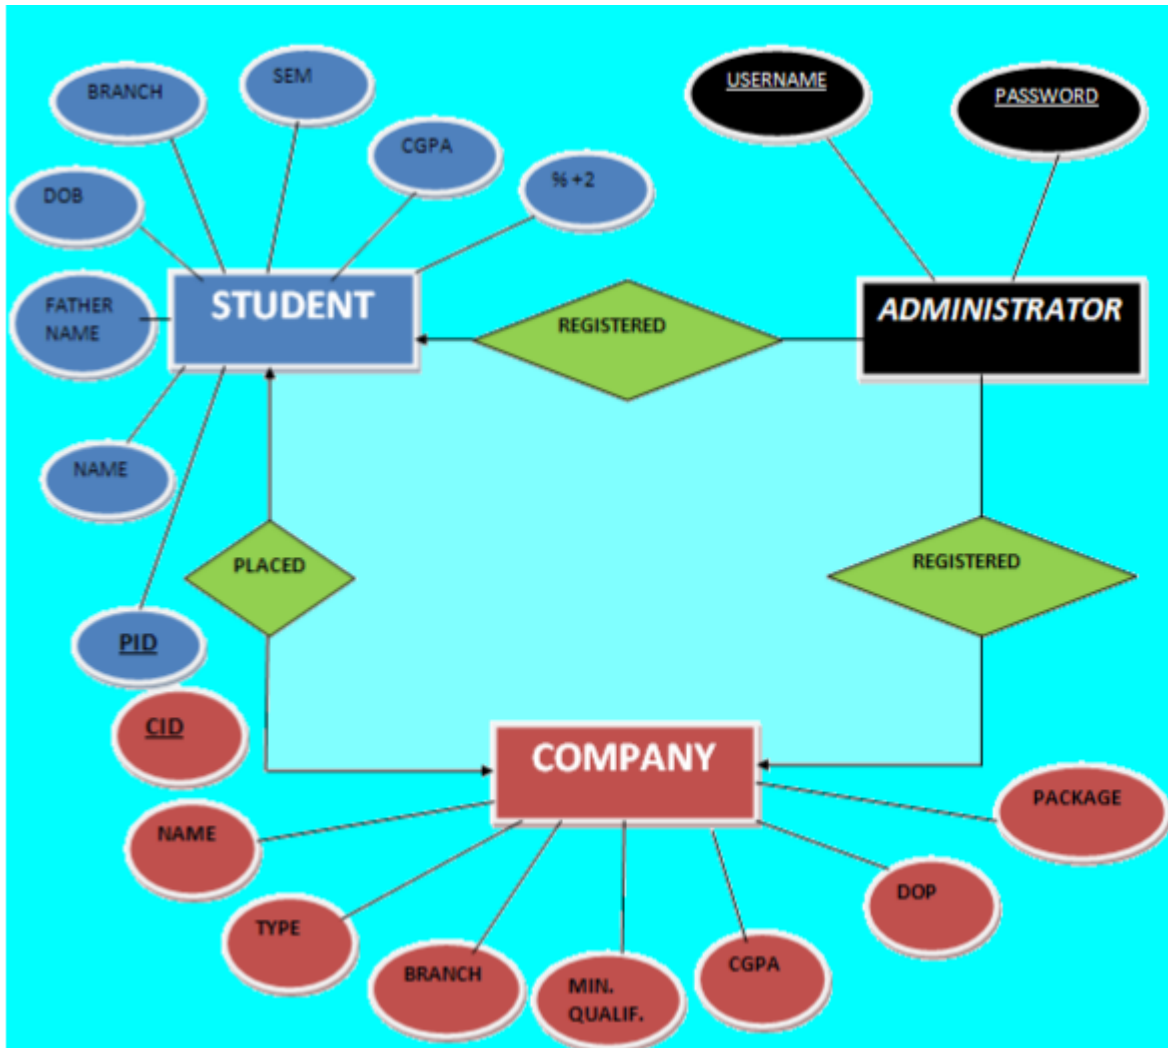 SEM
USERNAME
BRANCH
PASSWORD
CGPA
% +2
DOB
STUDENT
ADMINISTRATOR
FATHER
NAME
REGISTERED
NAME
PLACED
REGISTERED
PID
CID
COMPANY
PACKAGE
NAME
DOP
TYPE
BRANCH
CGPA
MIN.
QUALIF.